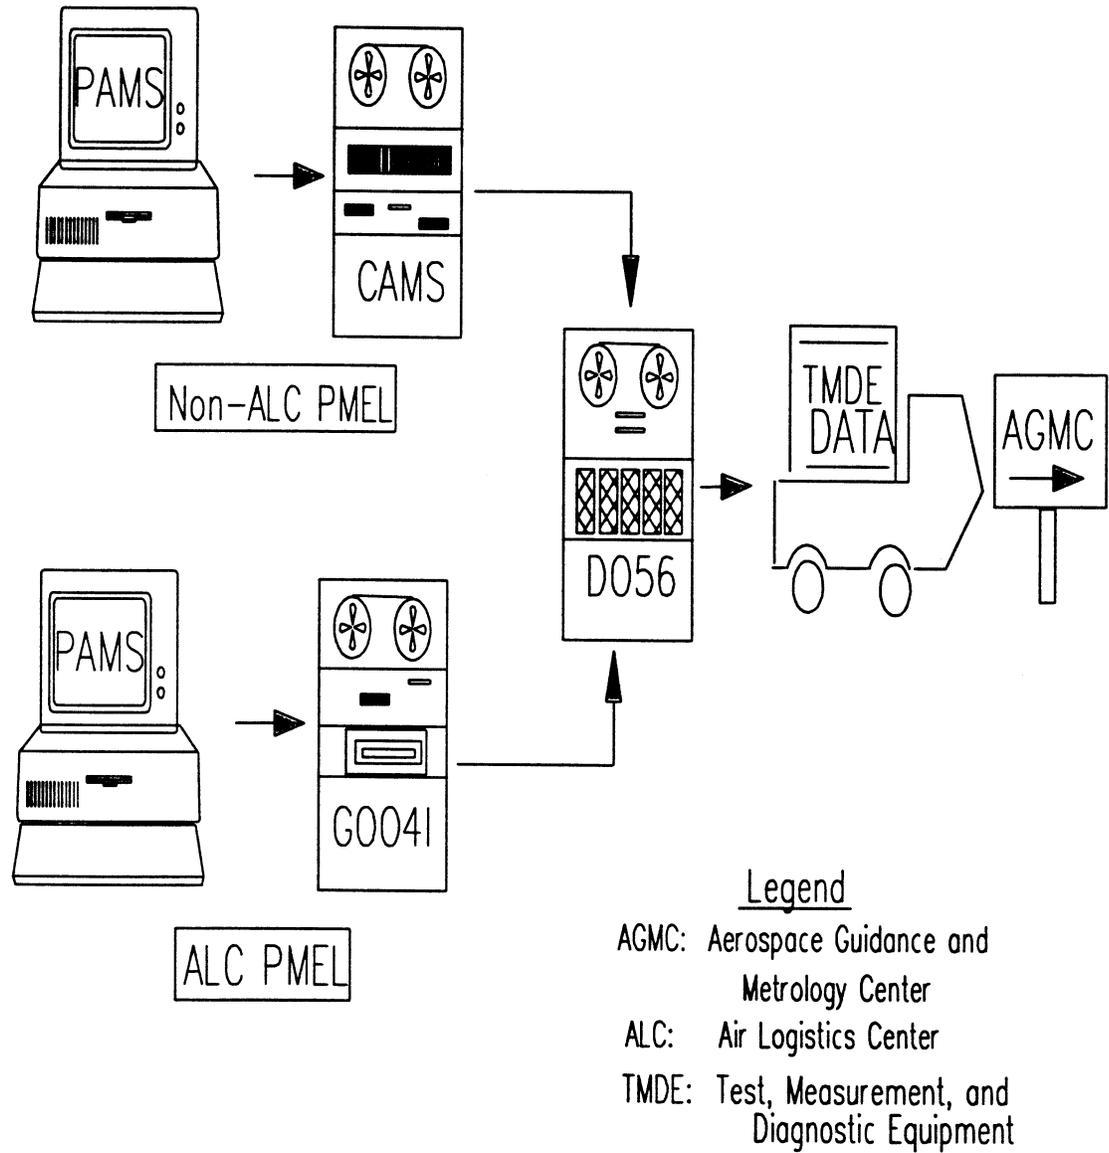 PAMS
CAMS
Non-ALC PMEL
D056
TMDE
DATA
AGMC
PAMS
G0041
ALC PMEL
Legend
AGMC: Aerospace Guidance and
Metrology Center
ALC: Air Logistics Center
TMDE: Test, Measurement, and
Diagnostic Equipment